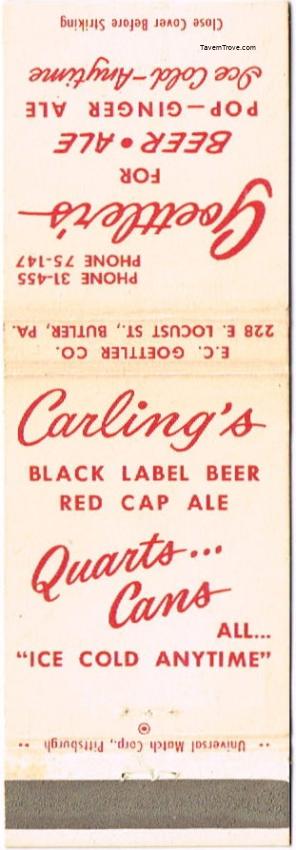 TavernTrove.com
Close Cover Before Striking
Goettler's
FOR
BEER • ALE
POP—GINGER ALE
Ice Cold—Anytime
PHONE 31-455
PHONE 75-147
E.C. GOETTLER CO.
228 E. LOCUST ST., BUTLER, PA.
Carling's
BLACK LABEL BEER
RED CAP ALE
Quarts...
Cans
ALL...
"ICE COLD ANYTIME"
Universal Match Corp., Pittsburgh